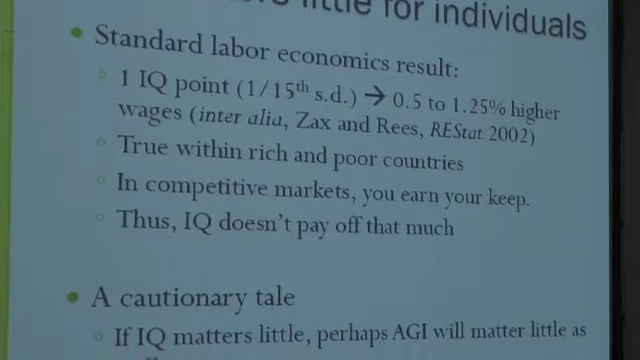 little for individuals
Standard labor economics result:
1 IQ point (1/15th s.d.) → 0.5 to 1.25% higher
wages (inter alia, Zax and Rees, REStat 2002)
True within rich and poor countries
In competitive markets, you earn your keep.
Thus, IQ doesn't pay off that much
A cautionary tale
If IQ matters little, perhaps AGI will matter little as